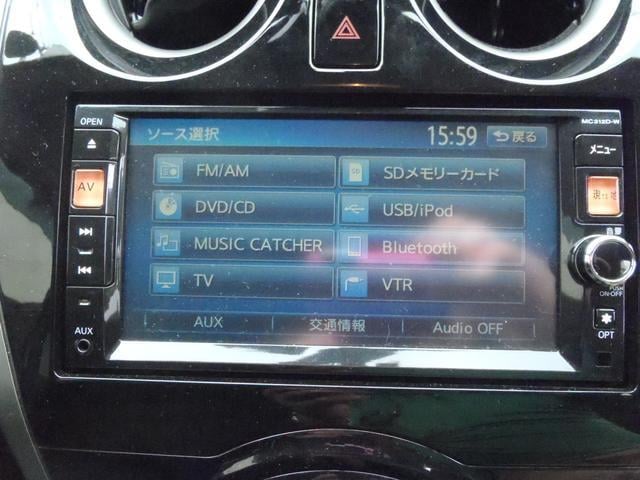 OPEN
MC312D-W
ソース選択
15:59
戻る
メニュー
AV
現在地
FM/AM
SD
SDメモリーカード
DVD/CD
USB/iPod
MUSIC CATCHER
Bluetooth
TV
VTR
PUSH
ON-OFF
AUX
交通情報
Audio OFF
AUX
OPT